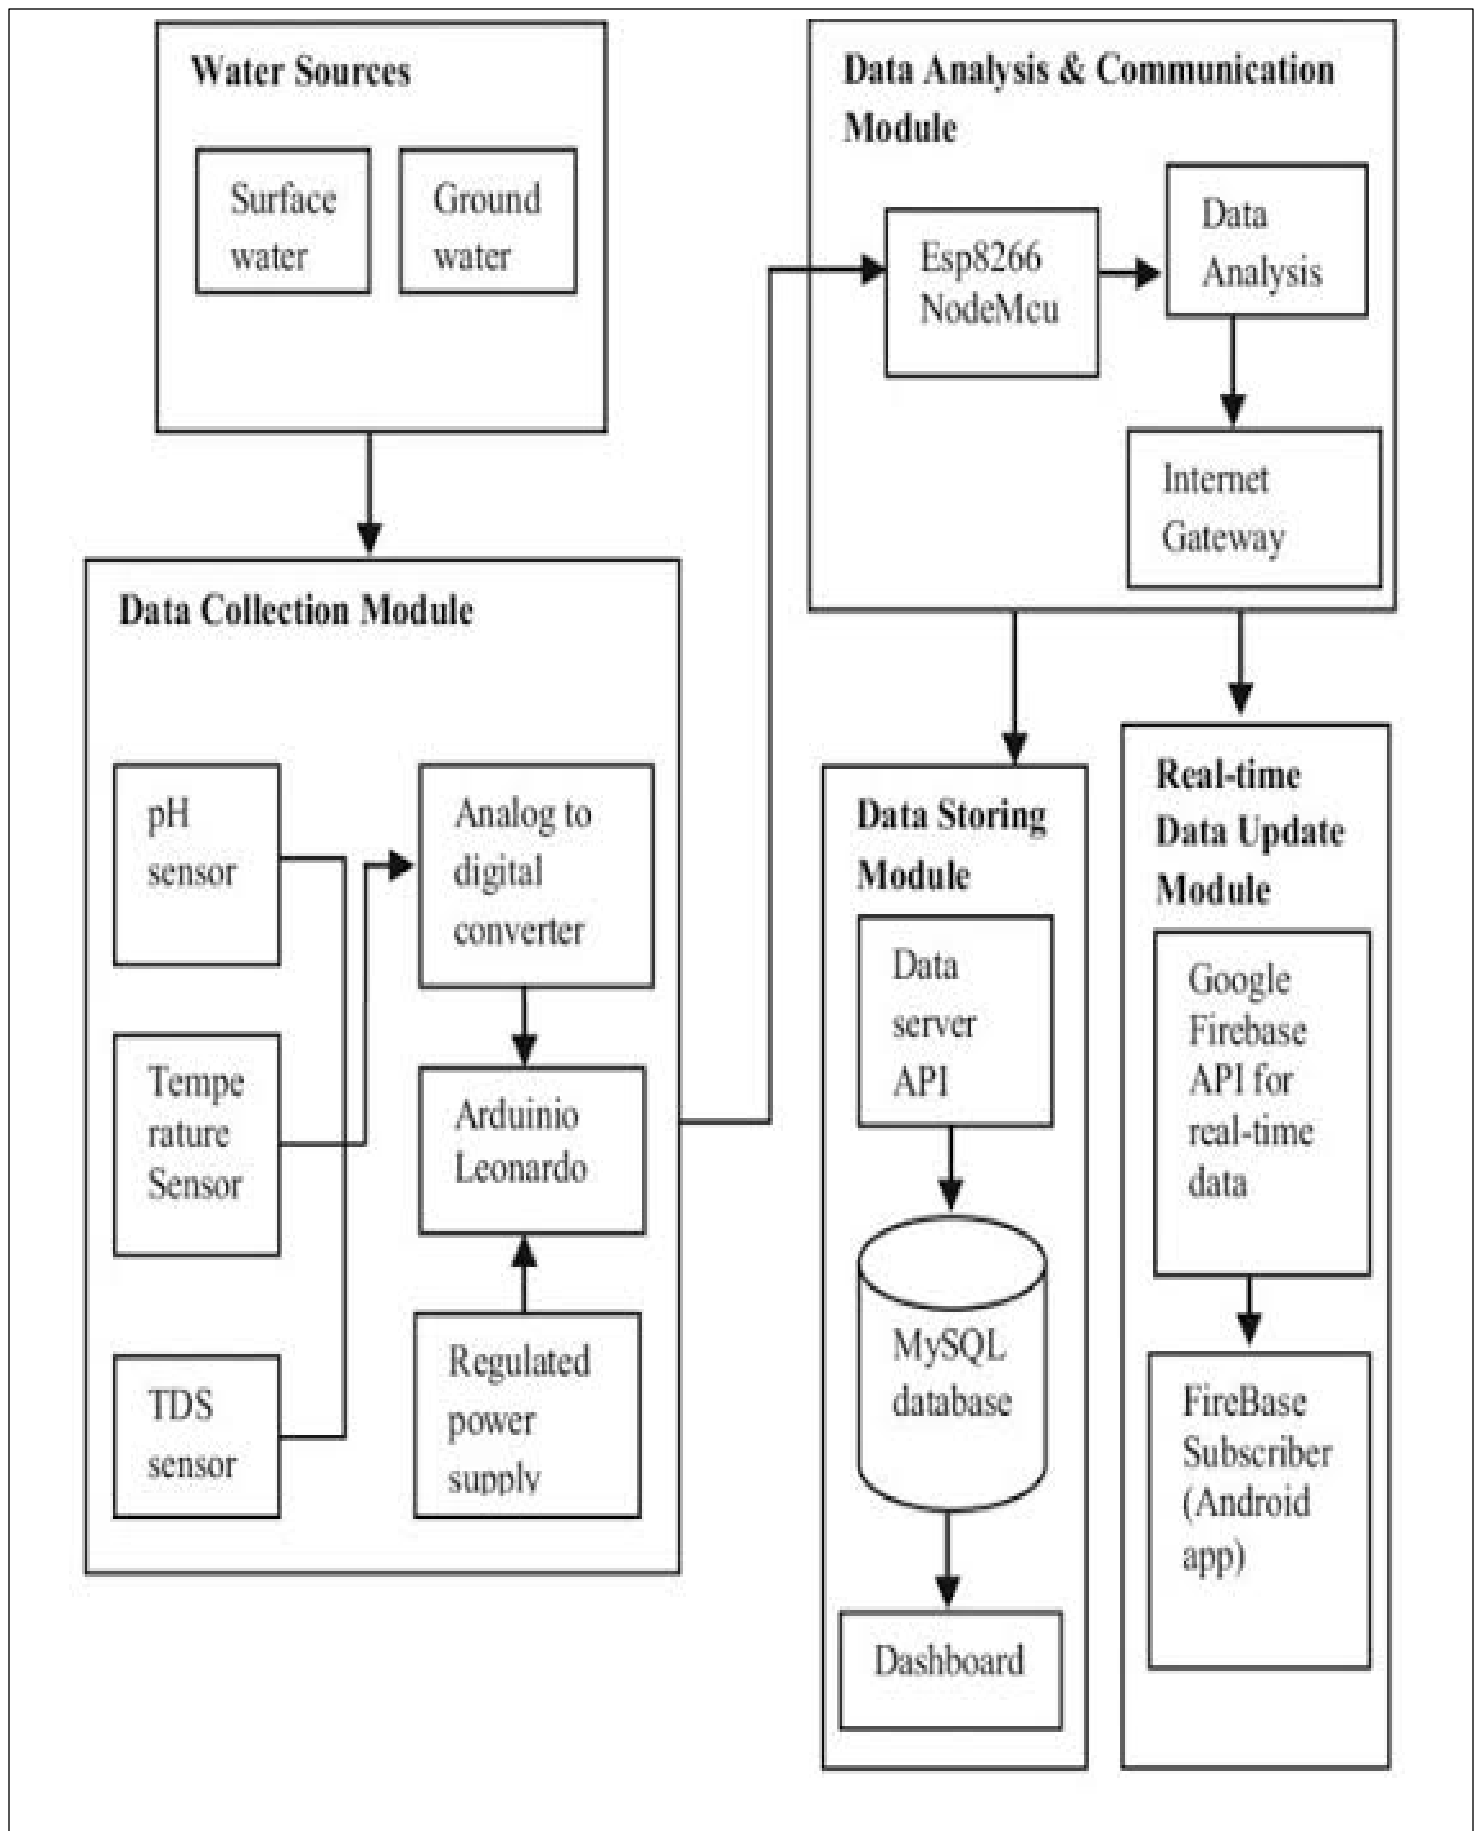 Water Sources
Surface
water
Ground
water
Data Collection Module
pH
sensor
Tempe
rature
Sensor
TDS
sensor
Analog to
digital
converter
Arduinio
Leonardo
Regulated
power
supply
Data Analysis & Communication
Module
Esp8266
NodeMcu
Data
Analysis
Internet
Gateway
Data Storing
Module
Data
server
API
MySQL
database
Dashboard
Real-time
Data Update
Module
Google
Firebase
API for
real-time
data
FireBase
Subscriber
(Android
app)